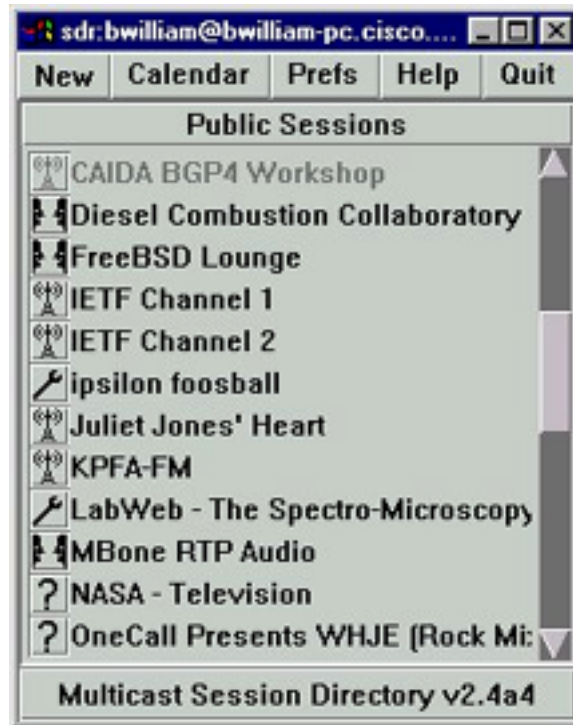 sdr:bwilliam@bwilliam-pc.cisco....
New Calendar Prefs Help Quit
Public Sessions
CAIDA BGP4 Workshop
Diesel Combustion Collaboratory
FreeBSD Lounge
IETF Channel 1
IETF Channel 2
ipsilon foosball
Juliet Jones' Heart
KPFA-FM
LabWeb - The Spectro-Microscopy
MBone RTP Audio
? NASA - Television
? OneCall Presents WHJE (Rock Mi:
Multicast Session Directory v2.4a4